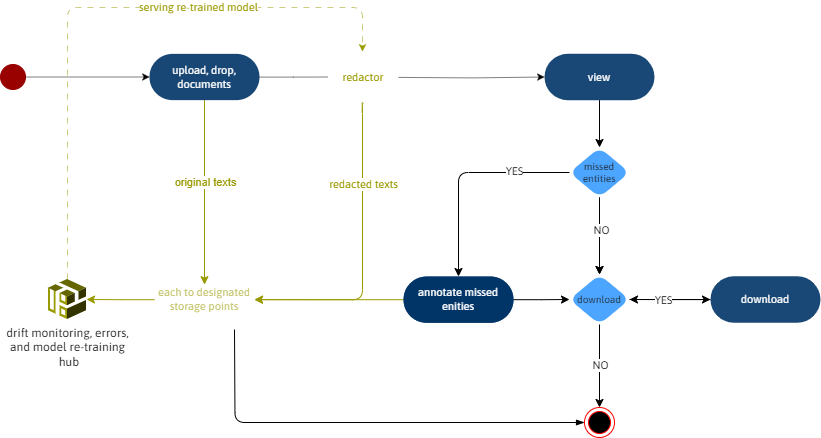 serving re-trained model
upload, drop,
documents
redactor
view
original texts
redacted texts
YES
missed
entities
NO
each to designated
storage points
annotate missed
enities
download
YES
download
drift monitoring, errors,
and model re-training
hub
NO